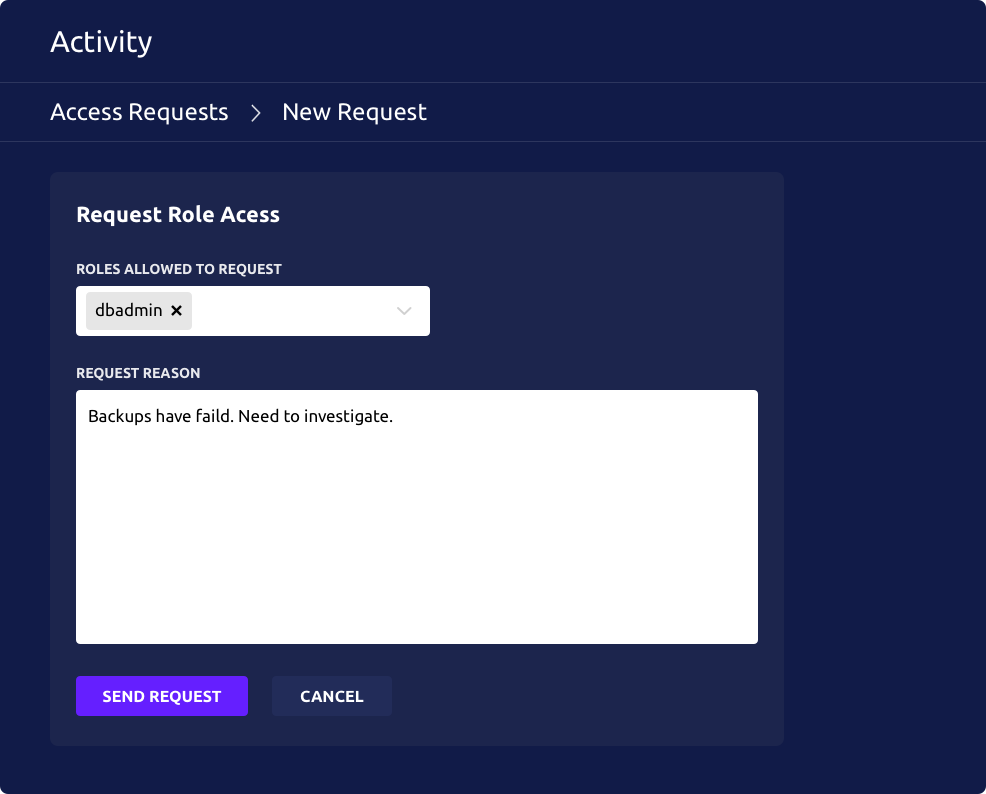 Activity
Access Requests > New Request
Request Role Acess
ROLES ALLOWED TO REQUEST
dbadmin ×
REQUEST REASON
Backups have faild. Need to investigate.
SEND REQUEST CANCEL